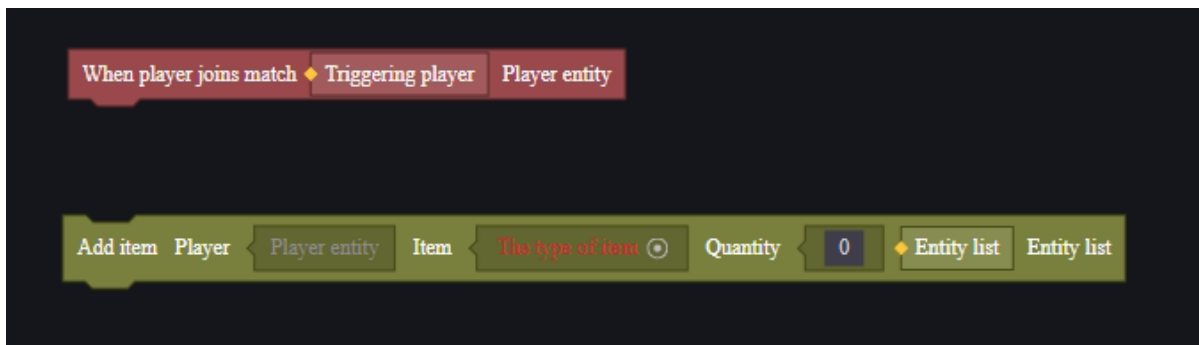 When player joins match Triggering player Player entity
Add item Player Player entity Item The type of item Quantity 0 Entity list Entity list